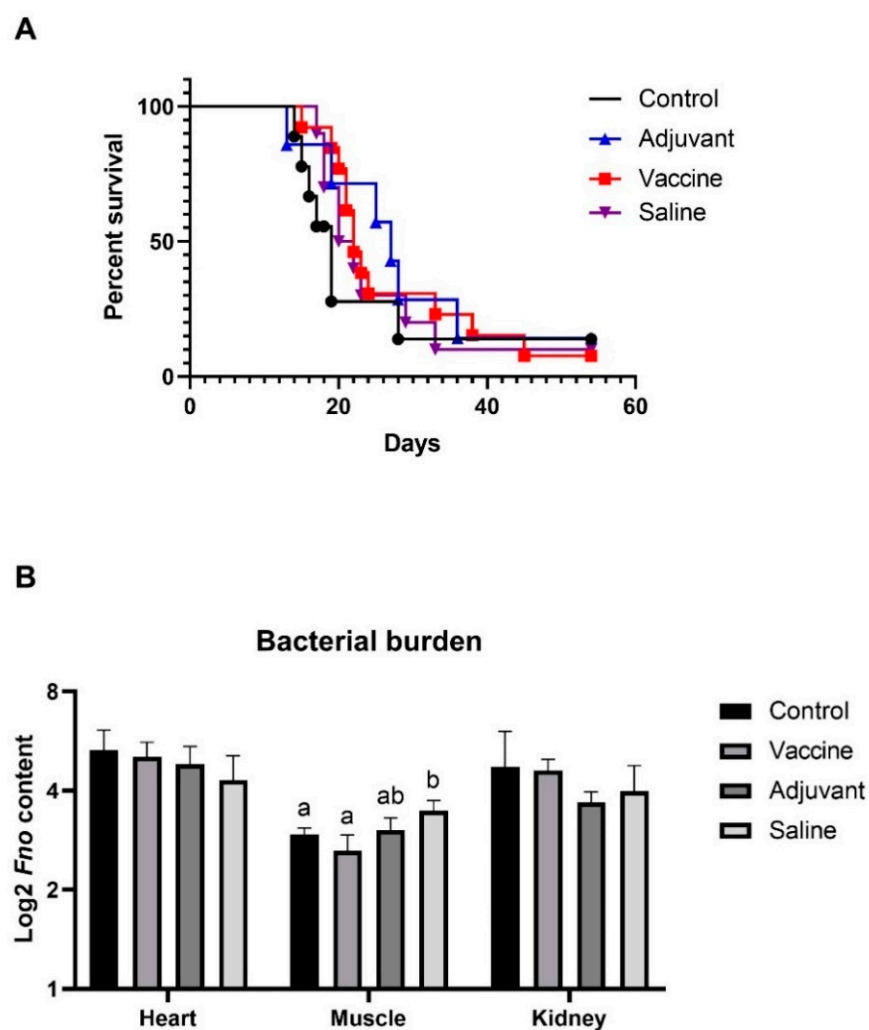 A
100
50
0
0
20
40
60
Percent survival
Days
Control
Adjuvant
Vaccine
Saline
B
Bacterial burden
8
4
2
1
Log2 Fno content
a
a
ab
b
Heart
Muscle
Kidney
Control
Vaccine
Adjuvant
Saline